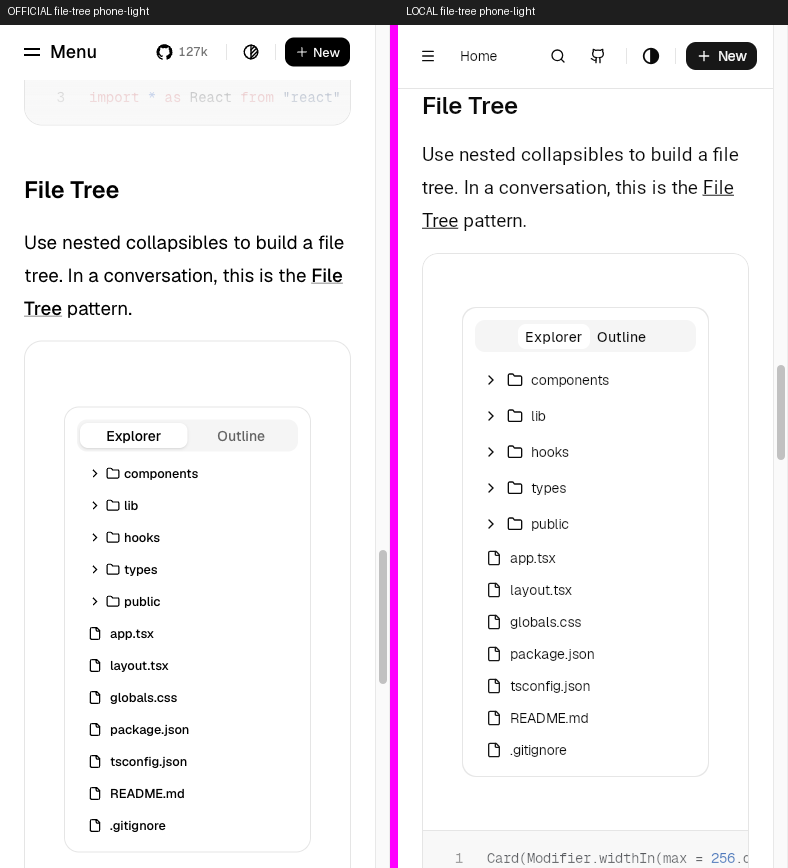 OFFICIAL file-tree phone-light
Menu
127k
New
3 import * as React from "react"
File Tree
Use nested collapsibles to build a file
tree. In a conversation, this is the File
Tree pattern.
Explorer Outline
components
lib
hooks
types
public
app.tsx
layout.tsx
globals.css
package.json
tsconfig.json
README.md
.gitignore
LOCAL file-tree phone-light
Home
New
File Tree
Use nested collapsibles to build a file
tree. In a conversation, this is the File
Tree pattern.
Explorer Outline
components
lib
hooks
types
public
app.tsx
layout.tsx
globals.css
package.json
tsconfig.json
README.md
.gitignore
1 Card(Modifier.widthIn(max = 256.d